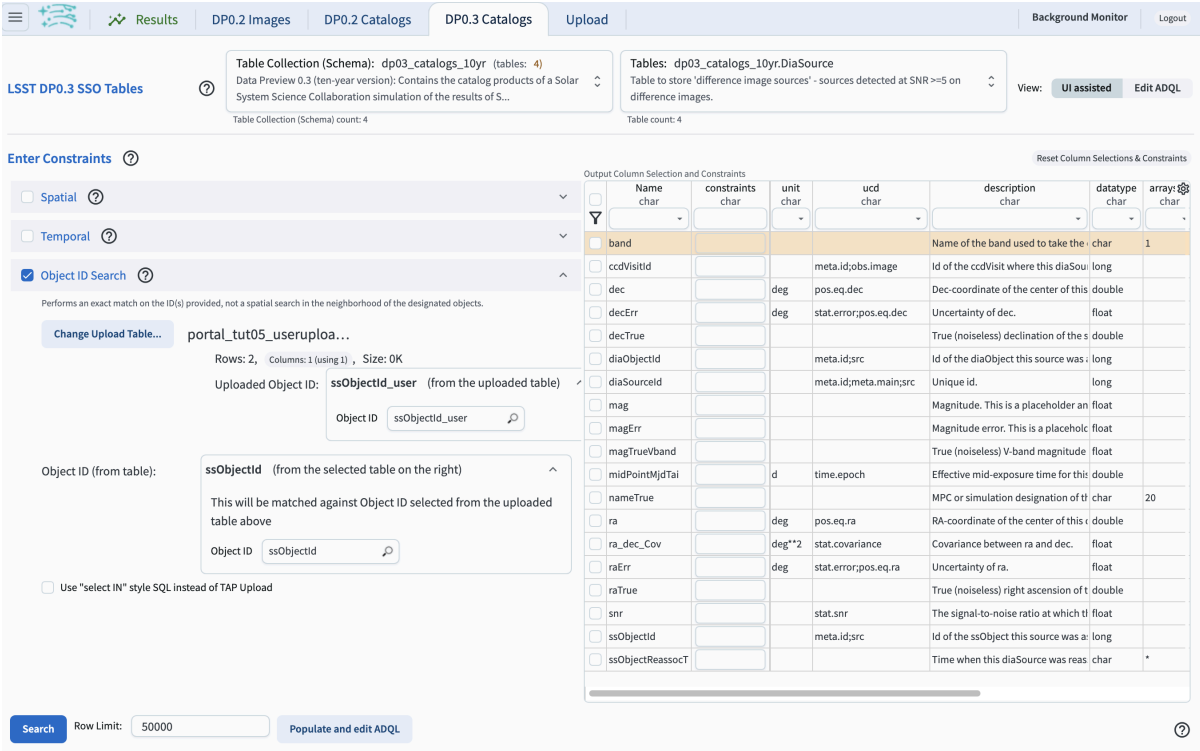 Results
DP0.2 Images
DP0.2 Catalogs
DP0.3 Catalogs
Upload
Background Monitor
Logout
LSST DP0.3 SSO Tables
Table Collection (Schema): dp03_catalogs_10yr (tables: 4)
Data Preview 0.3 (ten-year version): Contains the catalog products of a Solar
System Science Collaboration simulation of the results of S...
Table Collection (Schema) count: 4
Tables: dp03_catalogs_10yr.DiaSource
Table to store 'difference image sources' - sources detected at SNR >=5 on
difference images.
Table count: 4
View: UI assisted Edit ADQL
Enter Constraints
Reset Column Selections & Constraints
Spatial
Temporal
Object ID Search
Performs an exact match on the ID(s) provided, not a spatial search in the neighborhood of the designated objects.
Change Upload Table... portal_tut05_useruploa...
Rows: 2, Columns: 1 (using 1) , Size: 0K
Uploaded Object ID: ssObjectId_user (from the uploaded table)
Object ID ssObjectId_user
Object ID (from table): ssObjectId (from the selected table on the right)
This will be matched against Object ID selected from the uploaded
table above
Object ID ssObjectId
Use "select IN" style SQL instead of TAP Upload
Output Column Selection and Constraints
Name constraints unit ucd description datatype arrays
char char char char char char
band Name of the band used to take the char 1
ccdVisitId meta.id;obs.image Id of the ccdVisit where this diaSou long
dec deg pos.eq.dec Dec-coordinate of the center of this double
decErr deg stat.error;pos.eq.dec Uncertainty of dec. float
decTrue True (noiseless) declination of the s double
diaObjectId meta.id;src Id of the diaObject this source was a long
diaSourceId meta.id;meta.main;src Unique id. long
mag Magnitude. This is a placeholder an float
magErr Magnitude error. This is a placeholc float
magTrueVband True (noiseless) V-band magnitude float
midPointMjdTai d time.epoch Effective mid-exposure time for this double
nameTrue MPC or simulation designation of th char 20
ra deg pos.eq.ra RA-coordinate of the center of this double
ra_dec_Cov deg**2 stat.covariance Covariance between ra and dec. float
raErr deg stat.error;pos.eq.ra Uncertainty of ra. float
raTrue True (noiseless) right ascension of t double
snr stat.snr The signal-to-noise ratio at which th float
ssObjectId meta.id;src Id of the ssObject this source was a long
ssObjectReassocT Time when this diaSource was reas char *
Search Row Limit: 50000 Populate and edit ADQL